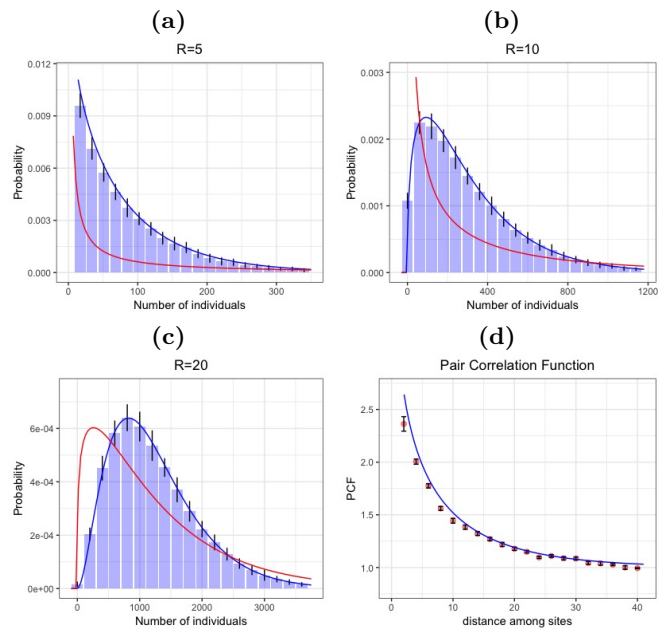 (a)
R=5
Probability
0.012
0.009
0.006
0.003
0.000
0 100 200 300
Number of individuals
(b)
R=10
Probability
0.003
0.002
0.001
0.000
0 400 800 1200
Number of individuals
(c)
R=20
Probability
6e-04
4e-04
2e-04
0e+00
0 1000 2000 3000
Number of individuals
(d)
Pair Correlation Function
PCF
2.5
2.0
1.5
1.0
0 10 20 30 40
distance among sites